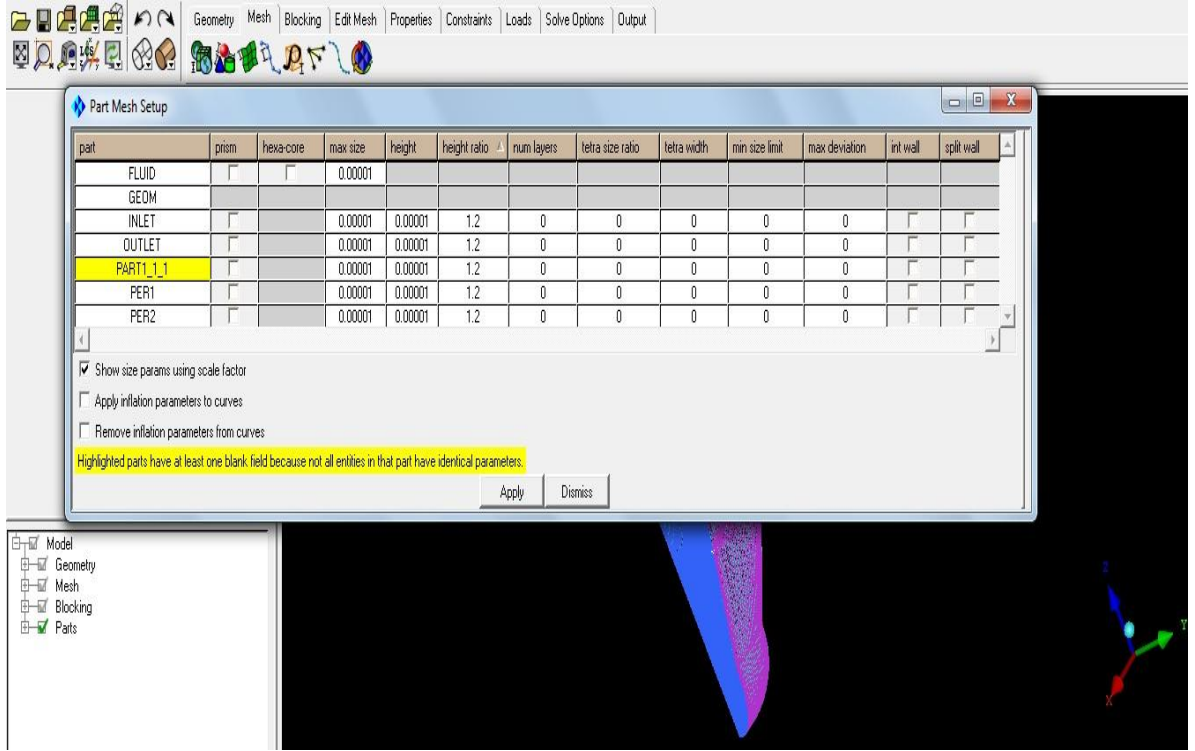 Geometry Mesh Blocking Edit Mesh Properties Constraints Loads Solve Options Output
Part Mesh Setup
part prism hexa-core max size height height ratio num layers tetra size ratio tetra width min size limit max deviation int wall split wall
FLUID 0.00001
GEOM
INLET 0.00001 0.00001 1.2 0 0 0 0 0
OUTLET 0.00001 0.00001 1.2 0 0 0 0 0
PART1_1_1 0.00001 0.00001 1.2 0 0 0 0 0
PER1 0.00001 0.00001 1.2 0 0 0 0 0
PER2 0.00001 0.00001 1.2 0 0 0 0 0
Show size params using scale factor
Apply inflation parameters to curves
Remove inflation parameters from curves
Highlighted parts have at least one blank field because not all entities in that part have identical parameters.
Apply Dismiss
Model
Geometry
Mesh
Blocking
Parts
Z
Y
X